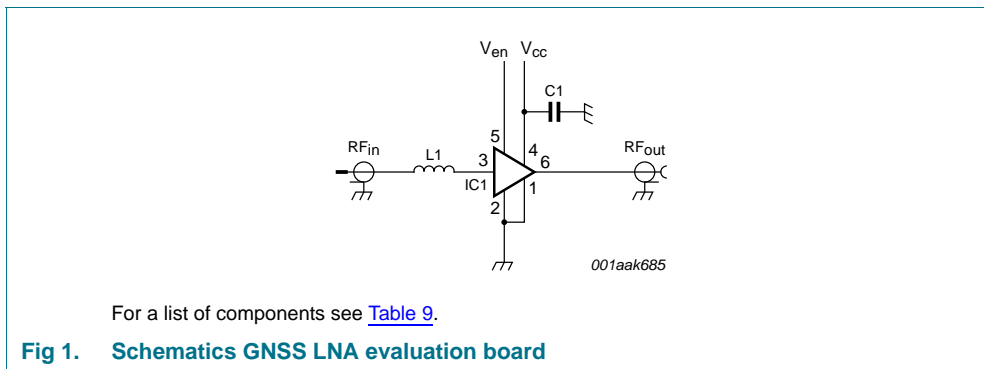 Ven Vcc
C1
5
4
RFin
L1
3
6
RFout
IC1
1
2
001aak685
For a list of components see Table 9.
Fig 1. Schematics GNSS LNA evaluation board